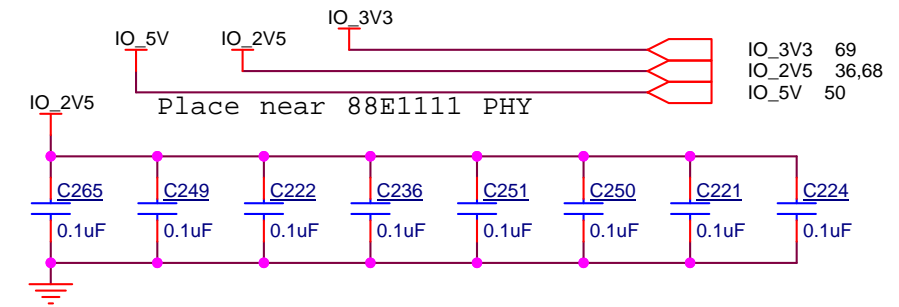 IO_3V3
IO_5V IO_2V5
IO_3V3 69
IO_2V5 36,68
IO_5V 50
IO_2V5
Place near 88E1111 PHY
C265 C249 C222 C236 C251 C250 C221 C224
0.1uF 0.1uF 0.1uF 0.1uF 0.1uF 0.1uF 0.1uF 0.1uF